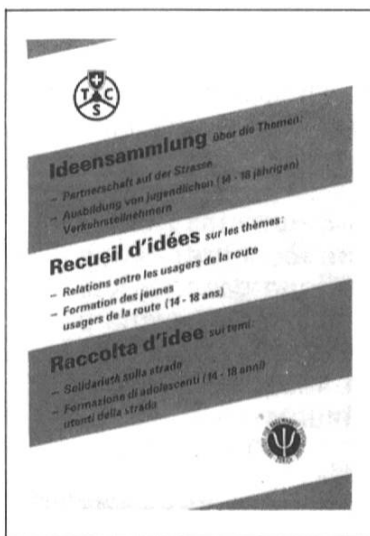 T C S
Ideensammlung über die Themen:
– Partnerschaft auf der Strasse
– Ausbildung von jugendlichen (14 - 18 jährigen)
Verkehrsteilnehmern
Recueil d'idées sur les thèmes:
– Relations entre les usagers de la route
– Formation des jeunes
usagers de la route (14 - 18 ans)
Raccolta d'idee sui temi:
– Solidarietà sulla strada
– Formazione di adolescenti (14 - 18 anni)
utenti della strada